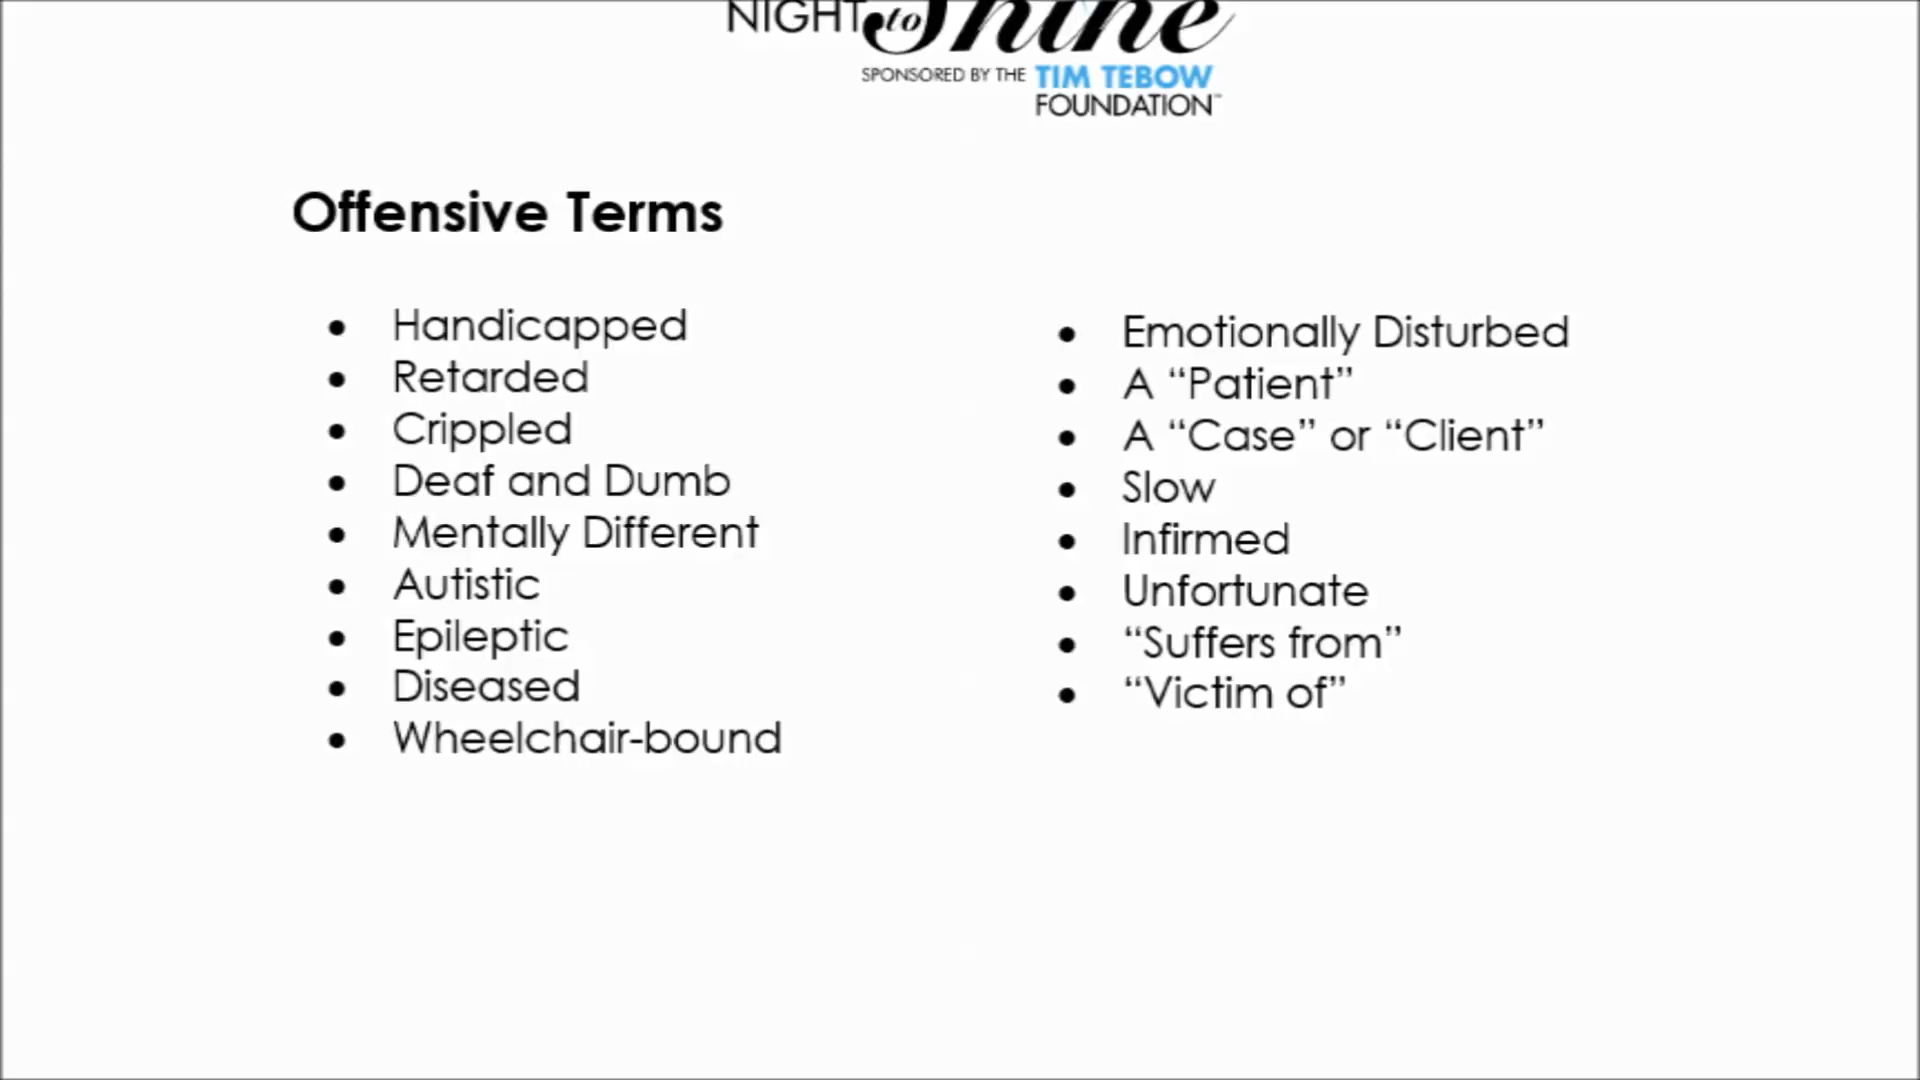 NIGHT to Shine
SPONSORED BY THE TIM TEBOW
FOUNDATION™
Offensive Terms
• Handicapped
• Retarded
• Crippled
• Deaf and Dumb
• Mentally Different
• Autistic
• Epileptic
• Diseased
• Wheelchair-bound
• Emotionally Disturbed
• A “Patient”
• A “Case” or “Client”
• Slow
• Infirmed
• Unfortunate
• “Suffers from”
• “Victim of”